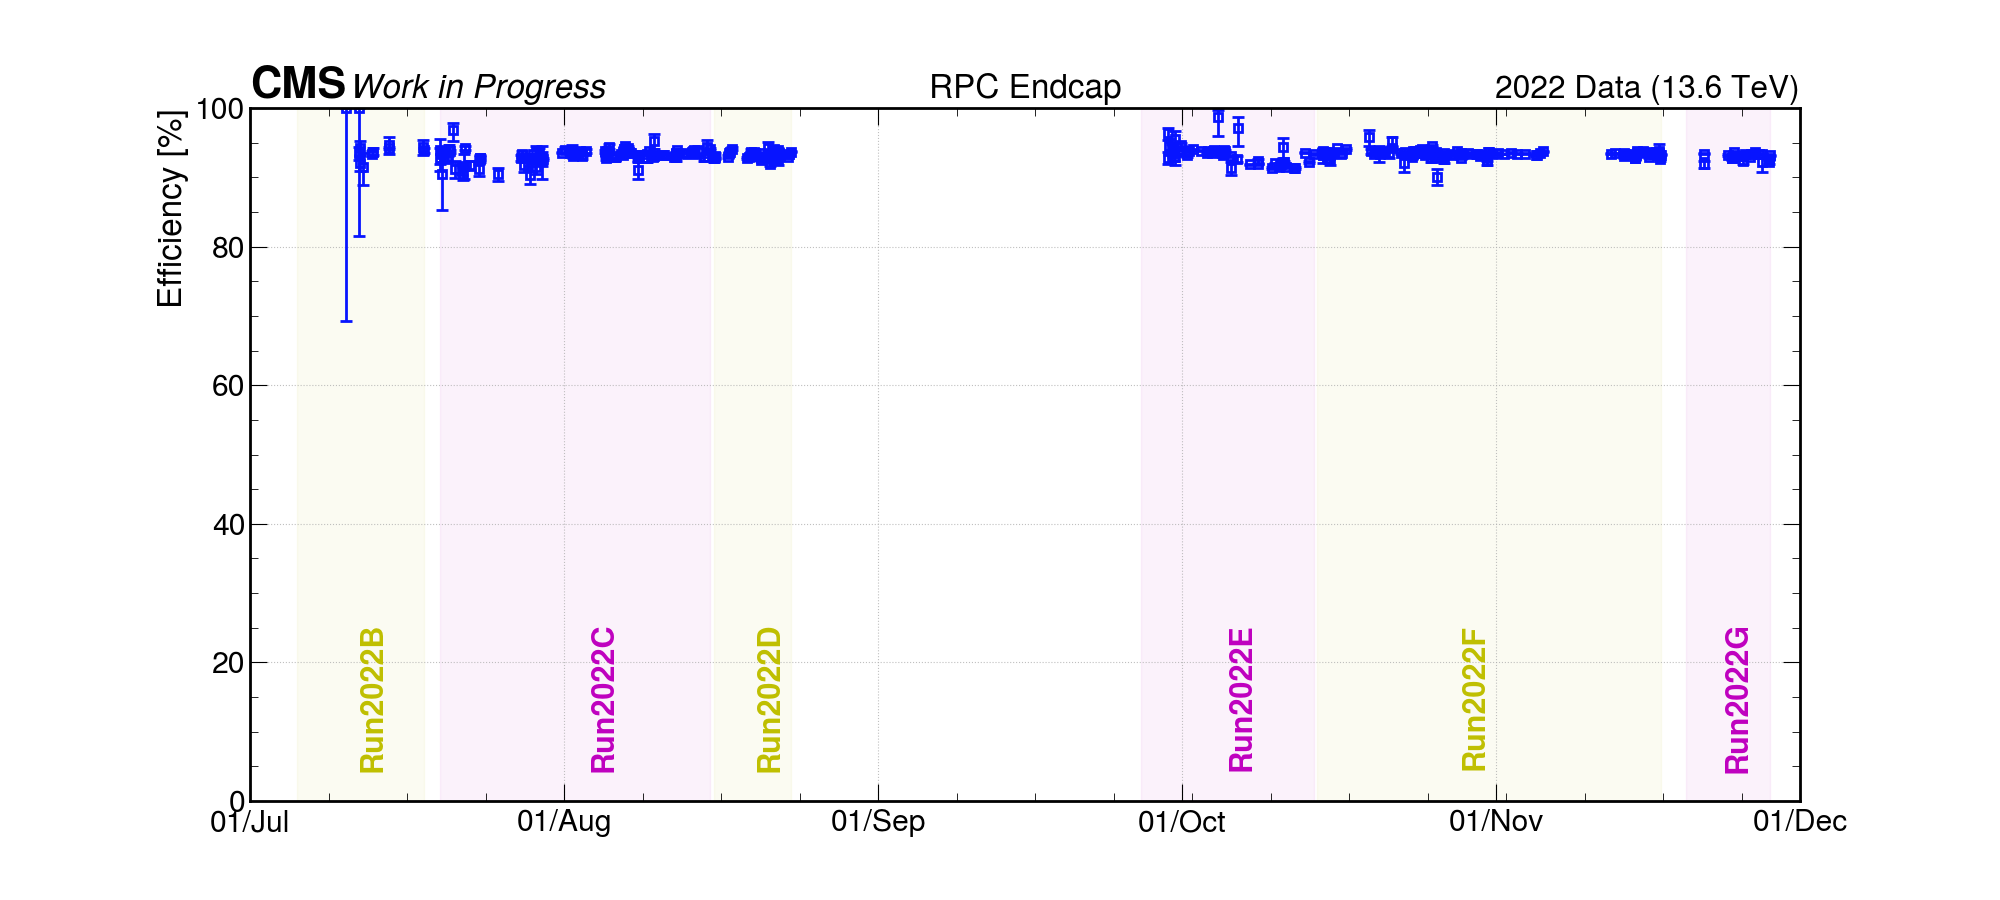 CMS Work in Progress RPC Endcap 2022 Data (13.6 TeV)
Efficiency [%]
100
80
60
40
20
0
Run2022B
Run2022C
Run2022D
Run2022E
Run2022F
Run2022G
01/Jul 01/Aug 01/Sep 01/Oct 01/Nov 01/Dec